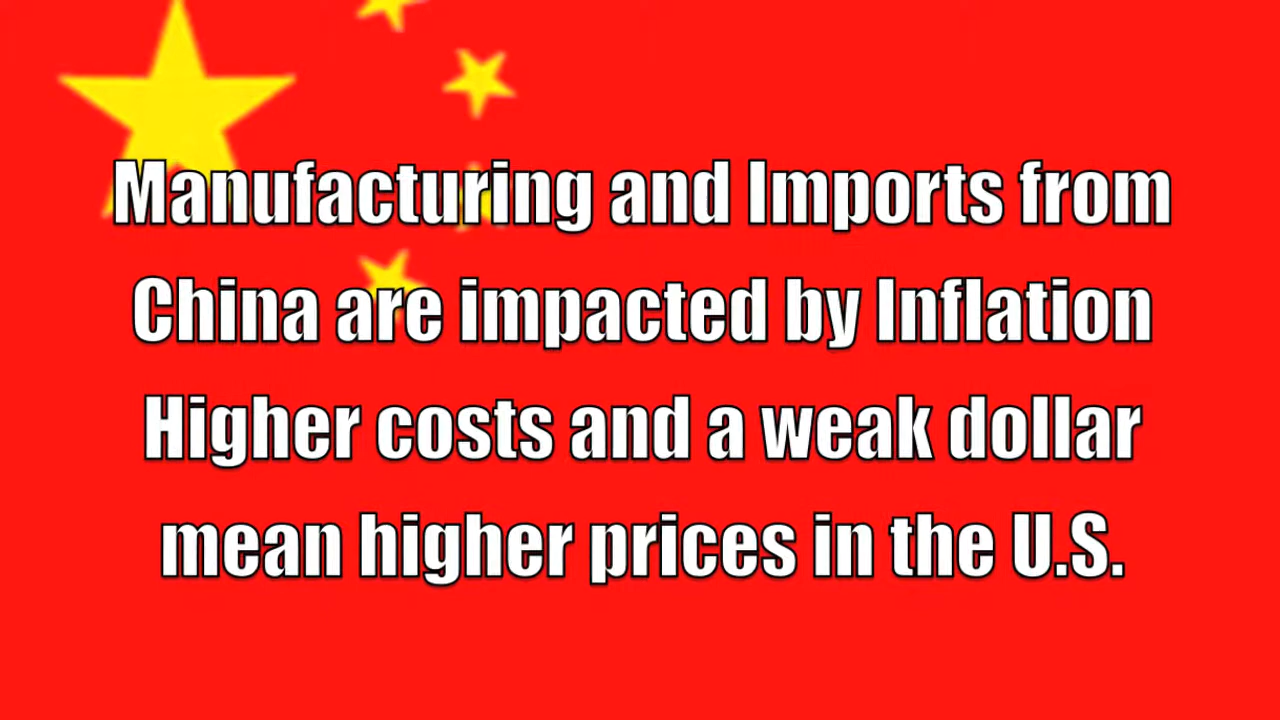 Manufacturing and Imports from
China are impacted by Inflation
Higher costs and a weak dollar
mean higher prices in the U.S.